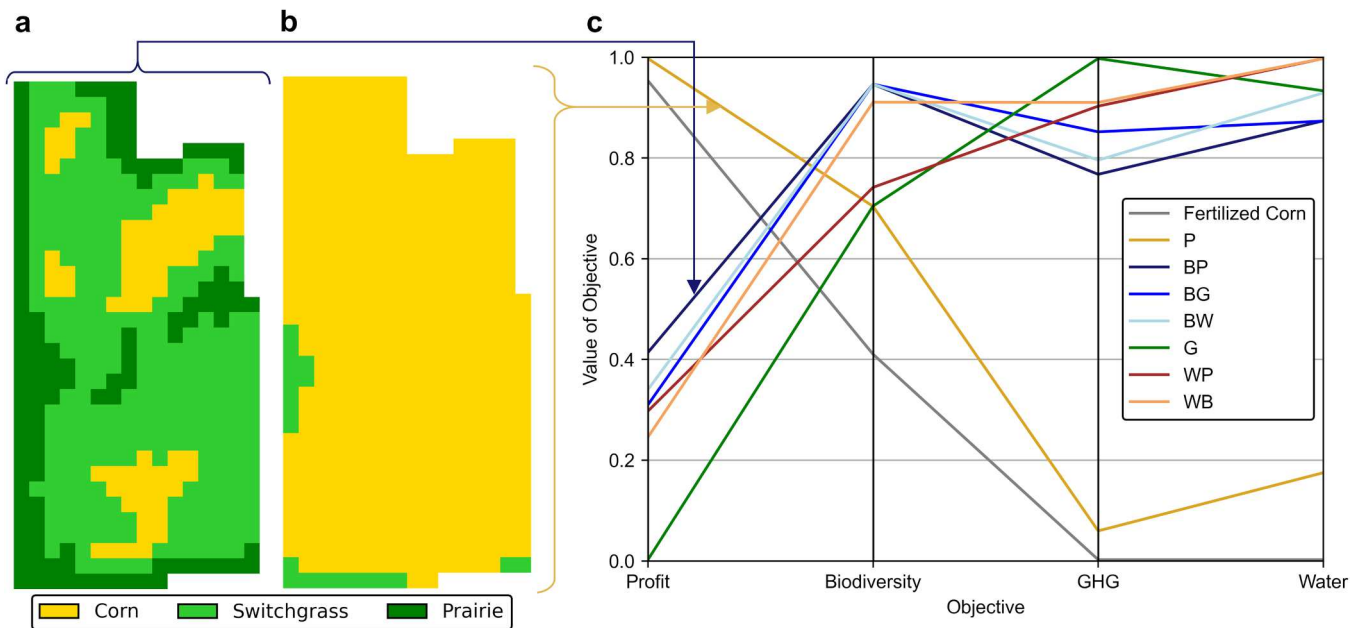 a
b
c
1.0
0.8
0.6
0.4
0.2
0.0
Value of Objective
Profit
Biodiversity
GHG
Water
Objective
Fertilized Corn
P
BP
BG
BW
G
WP
WB
Corn
Switchgrass
Prairie